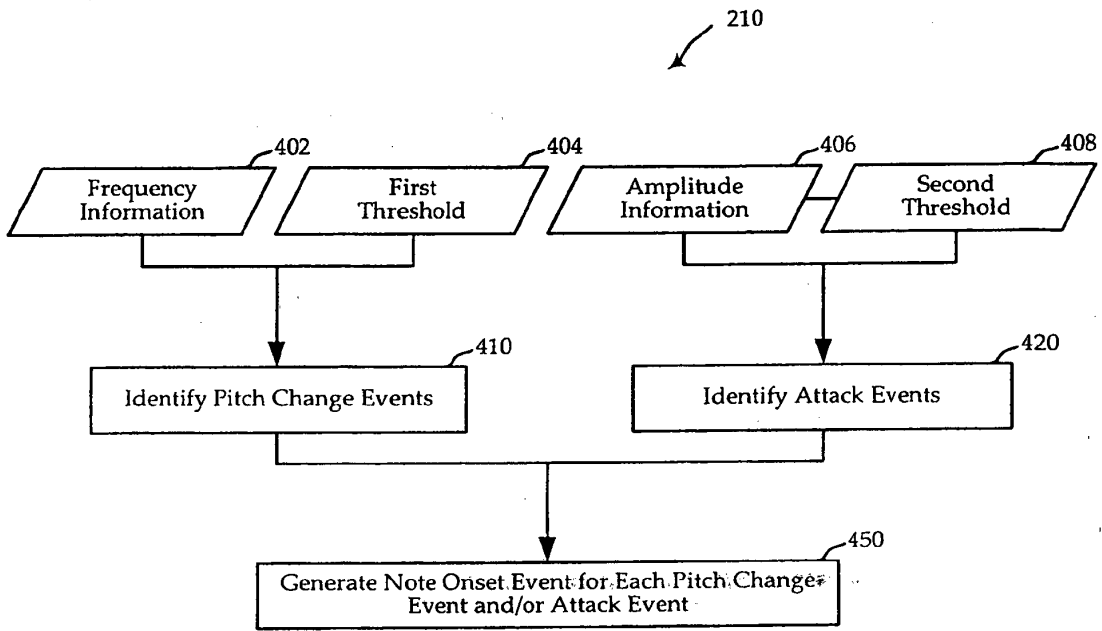 210
402
404
406
408
Frequency
Information
First
Threshold
Amplitude
Information
Second
Threshold
410
420
Identify Pitch Change Events
Identify Attack Events
450
Generate Note Onset Event for Each Pitch Change
Event and/or Attack Event